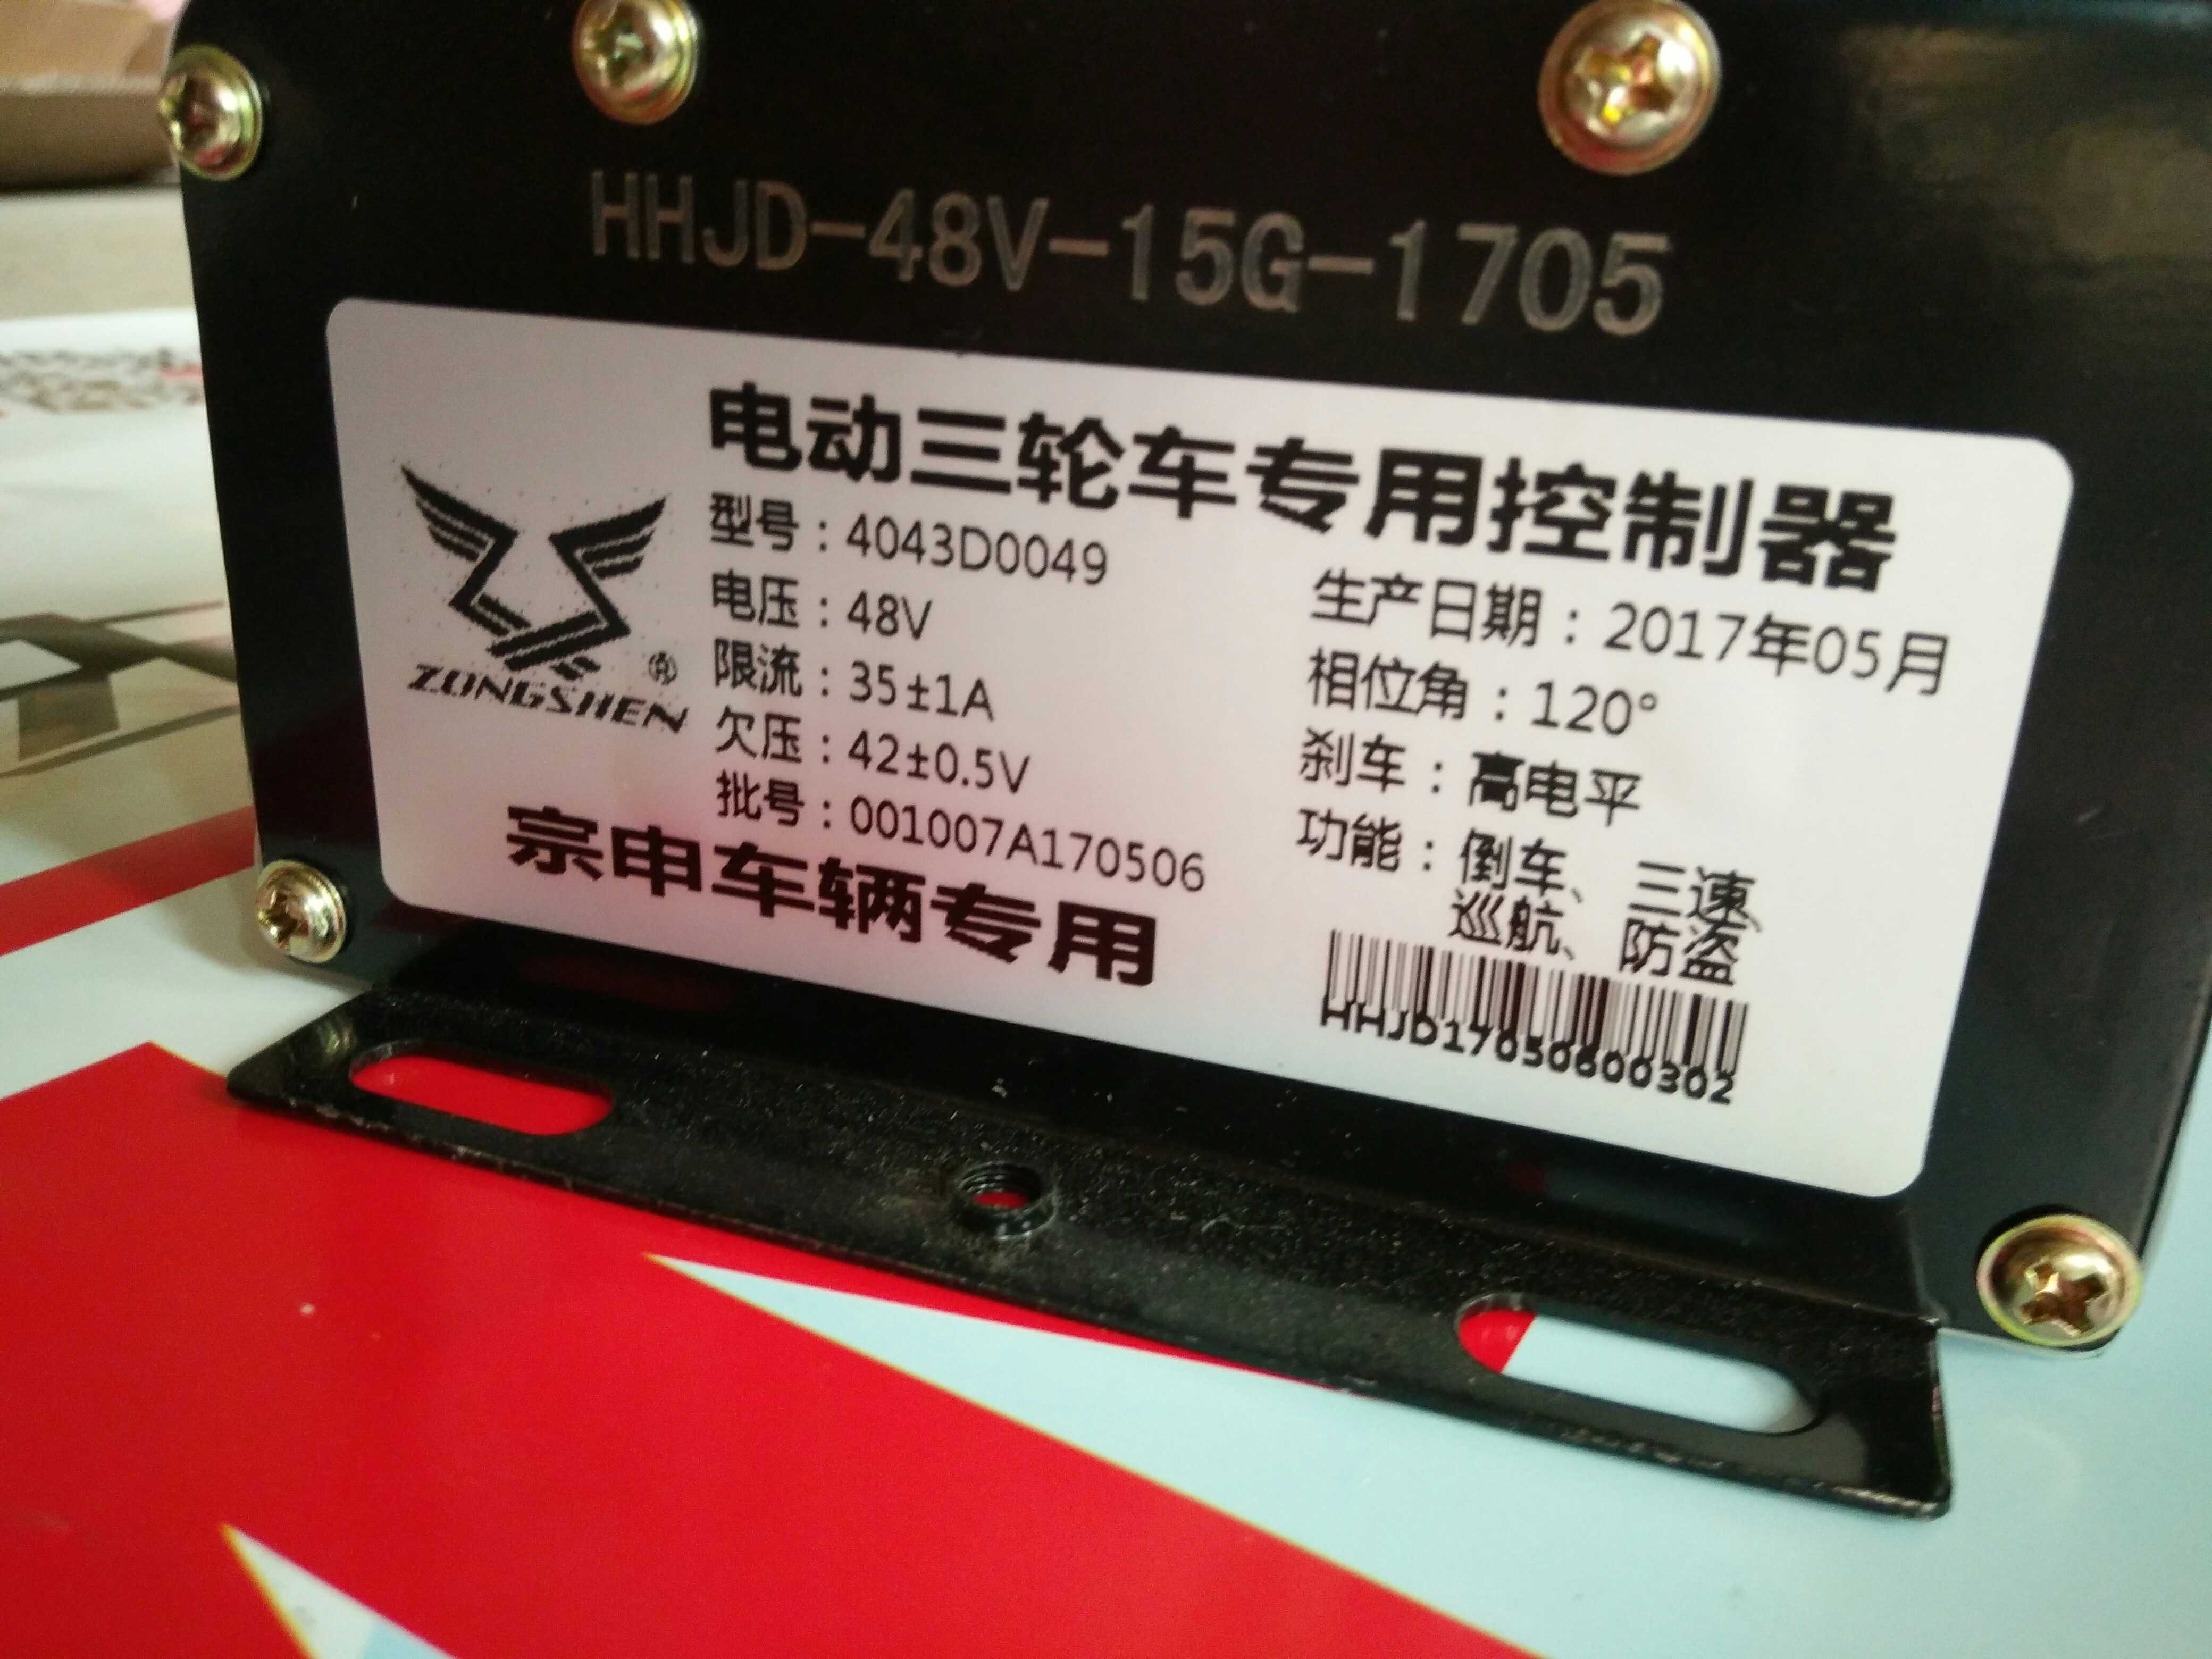 HHJD-48V-15G-1705
电动三轮车专用控制器
型号：4043D0049
电压：48V
限流：35±1A
欠压：42±0.5V
批号：001007A170506
生产日期：2017年05月
相位角：120°
刹车：高电平
功能：倒车、三速、
巡航、防盗
ZONGSHEN®
宗申车辆专用
HHJD17050600302